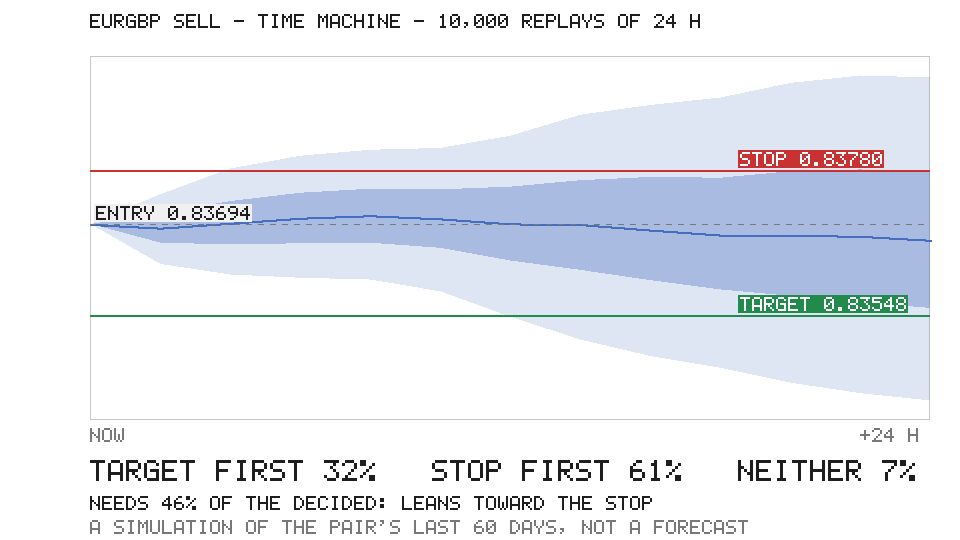 EURGBP SELL - TIME MACHINE - 10,000 REPLAYS OF 24 H
STOP 0.83780
ENTRY 0.83694
TARGET 0.83548
NOW +24 H
TARGET FIRST 32% STOP FIRST 61% NEITHER 7%
NEEDS 46% OF THE DECIDED: LEANS TOWARD THE STOP
A SIMULATION OF THE PAIR'S LAST 60 DAYS, NOT A FORECAST